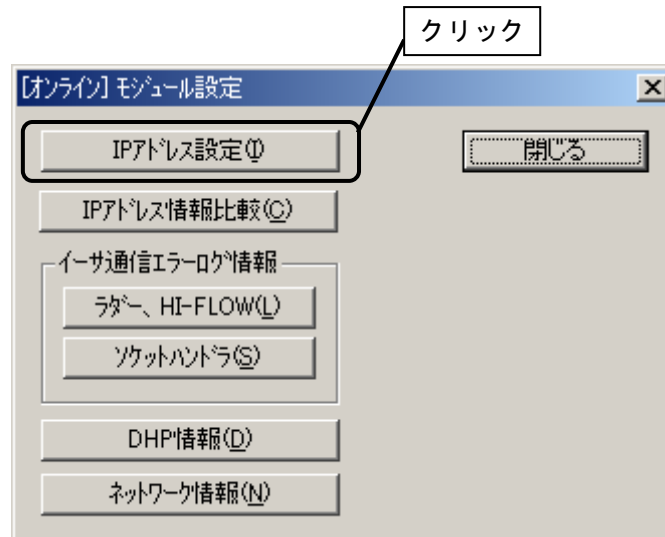 クリック
[オンライン] モジュール設定
IPアドレス設定(I)
閉じる
IPアドレス情報比較(C)
イーサ通信エラーログ情報
ラダー、HI-FLOW(L)
ソケットハンドラ(S)
DHP情報(D)
ネットワーク情報(N)